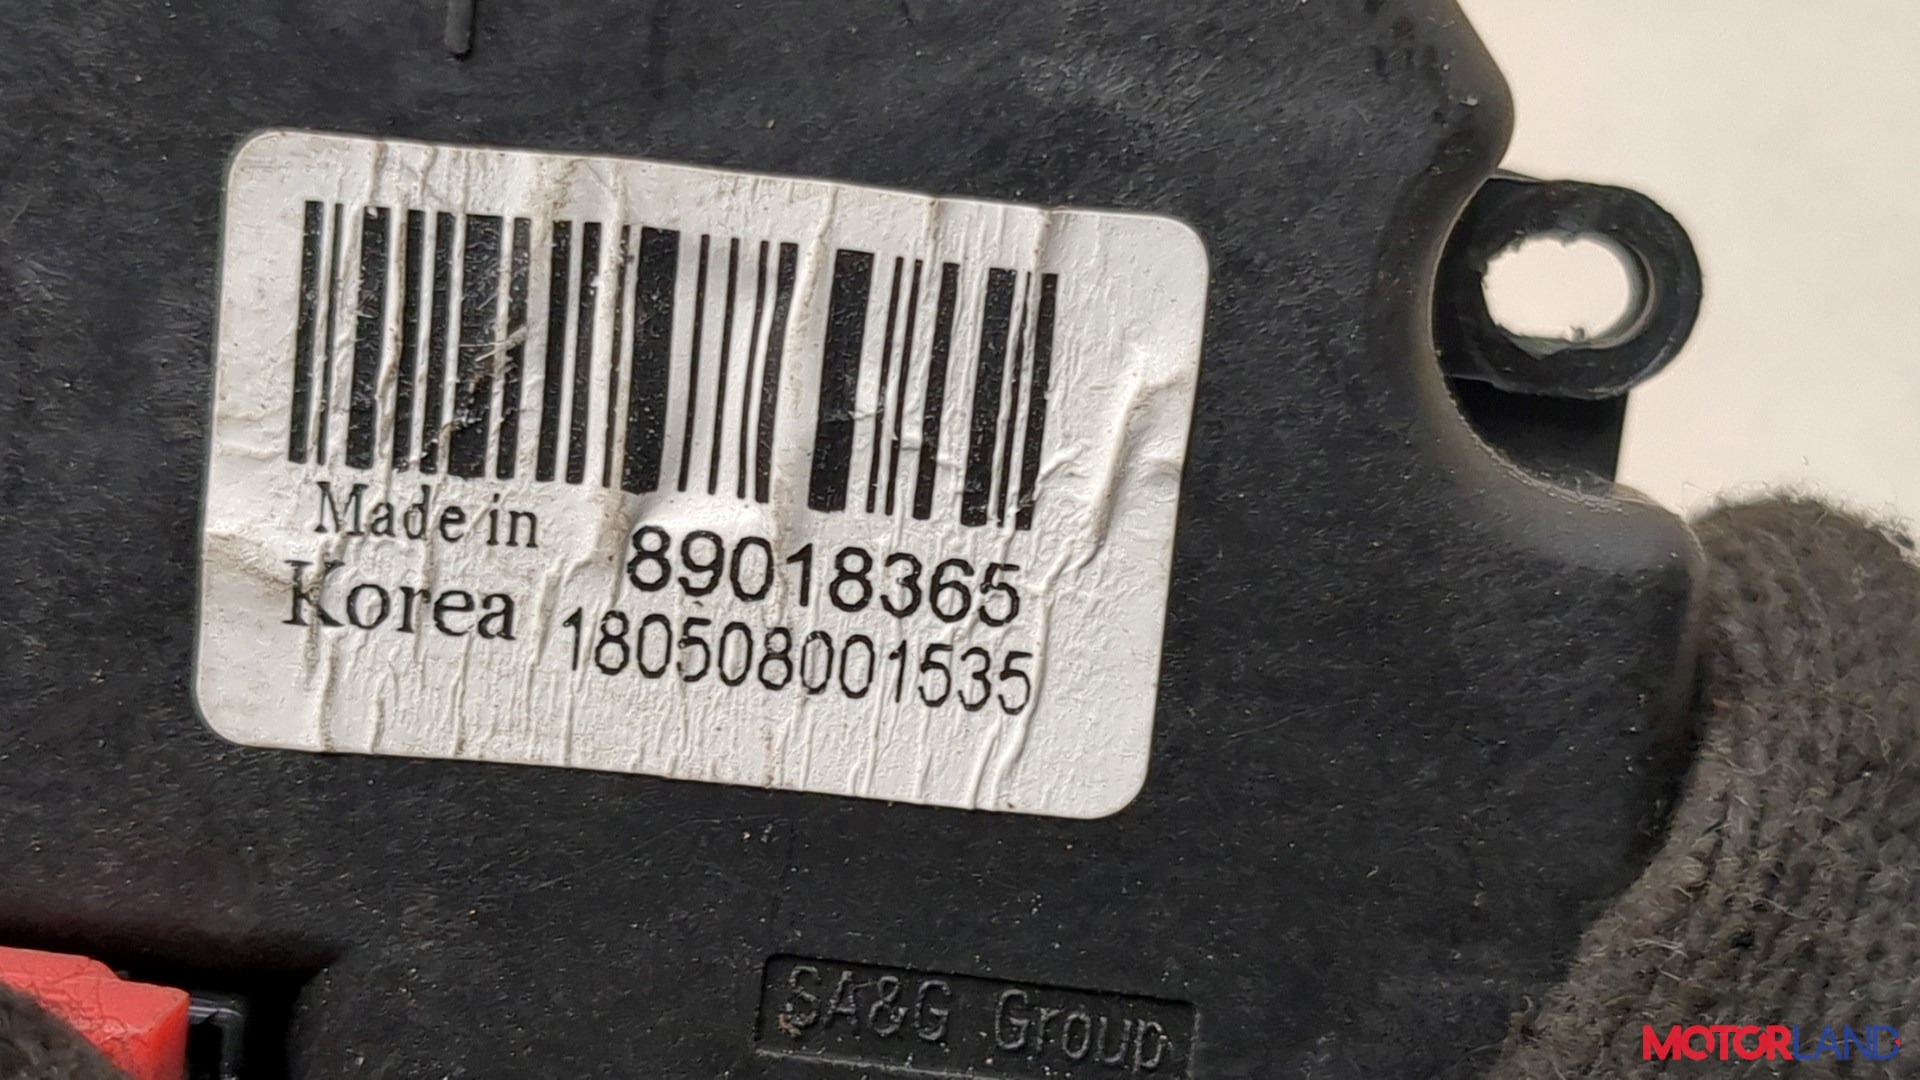 Made in
Korea
89018365
180508001535
SA&G Group
MOTORLAND